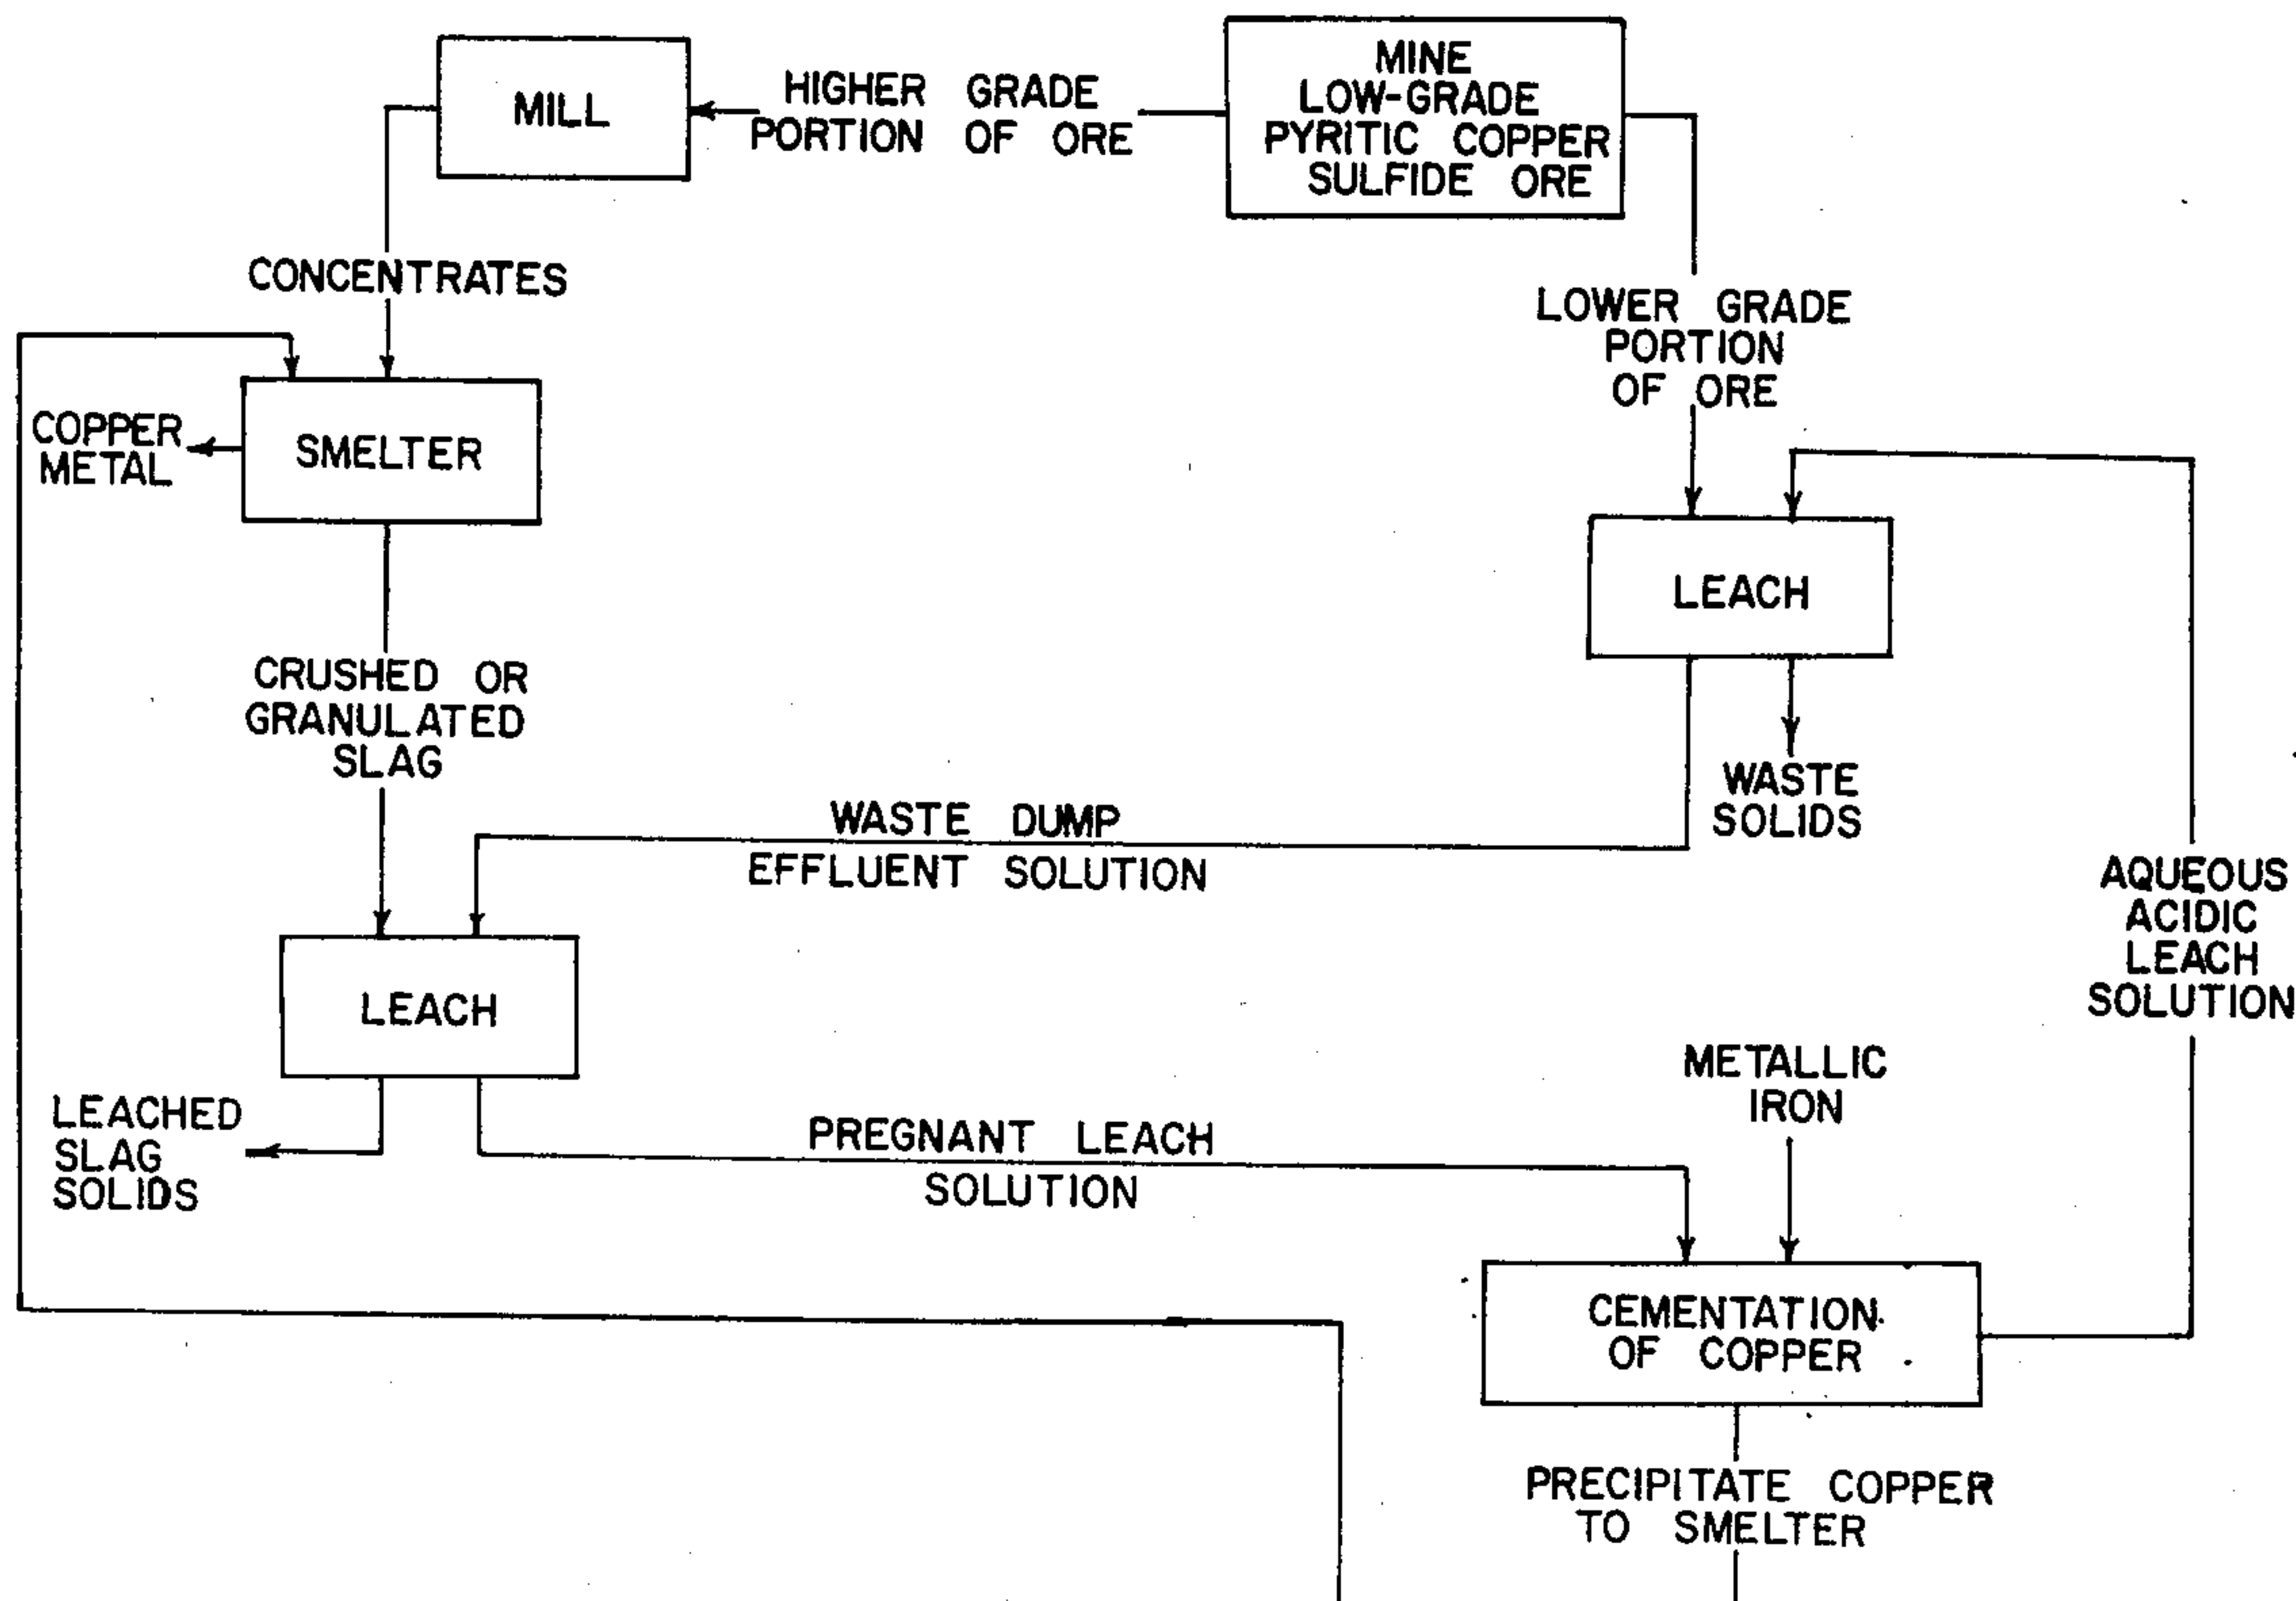 MINE
LOW-GRADE
PYRITIC COPPER
SULFIDE ORE
HIGHER GRADE
PORTION OF ORE
MILL
CONCENTRATES
LOWER GRADE
PORTION
OF ORE
COPPER
METAL
SMELTER
LEACH
CRUSHED OR
GRANULATED
SLAG
WASTE
SOLIDS
WASTE DUMP
EFFLUENT SOLUTION
AQUEOUS
ACIDIC
LEACH
SOLUTION
LEACH
METALLIC
IRON
LEACHED
SLAG
SOLIDS
PREGNANT LEACH
SOLUTION
CEMENTATION
OF COPPER
PRECIPITATE COPPER
TO SMELTER